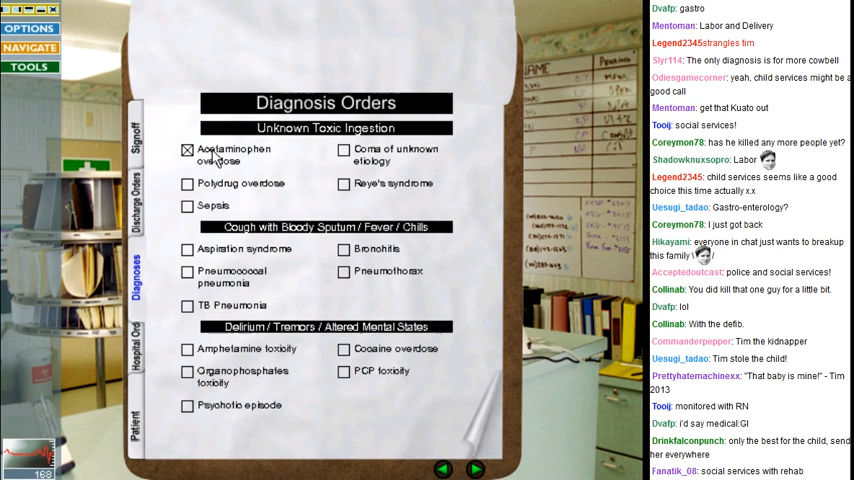 OPTIONS
NAVIGATE
TOOLS
Diagnosis Orders
Unknown Toxic Ingestion
Acetaminophen
overdose
Coma of unknown
etiology
Polydrug overdose
Reye's syndrome
Sepsis
Cough with Bloody Sputum / Fever / Chills
Aspiration syndrome
Bronchitis
Pneumococcal
pneumonia
Pneumothorax
TB Pneumonia
Delirium / Tremors / Altered Mental States
Amphetamine toxicity
Cocaine overdose
Organophosphates
toxicity
PCP toxicity
Psychotic episode
Signoff
Discharge Orders
Diagnoses
Hospital Ord
Patient
168
NAME
PENDING
Dvafp: gastro
Mentoman: Labor and Delivery
Legend2345strangles tim
Slyr114: The only diagnosis is for more cowbell
Odiesgamecorner: yeah, child services might be a
good call
Mentoman: get that Kuato out
Tooij: social services!
Coreymon78: has he killed any more people yet?
Shadowknuxsopro: Labor
Legend2345: child services seems like a good
choice this time actually x.x
Uesugi_tadao: Gastro-enterology?
Coreymon78: I just got back
Hikayami: everyone in chat just wants to breakup
this family \ /
Acceptedoutcast: police and social services!
Collinab: You did kill that one guy for a little bit.
Dvafp: lol
Collinab: With the defib.
Commanderpepper: Tim the kidnapper
Uesugi_tadao: Tim stole the child!
Prettyhatemachinexx: "That baby is mine!" - Tim
2013
Tooij: monitored with RN
Dvafp: i'd say medical:GI
Drinkfalconpunch: only the best for the child, send
her everywhere
Fanatik_08: social services with rehab